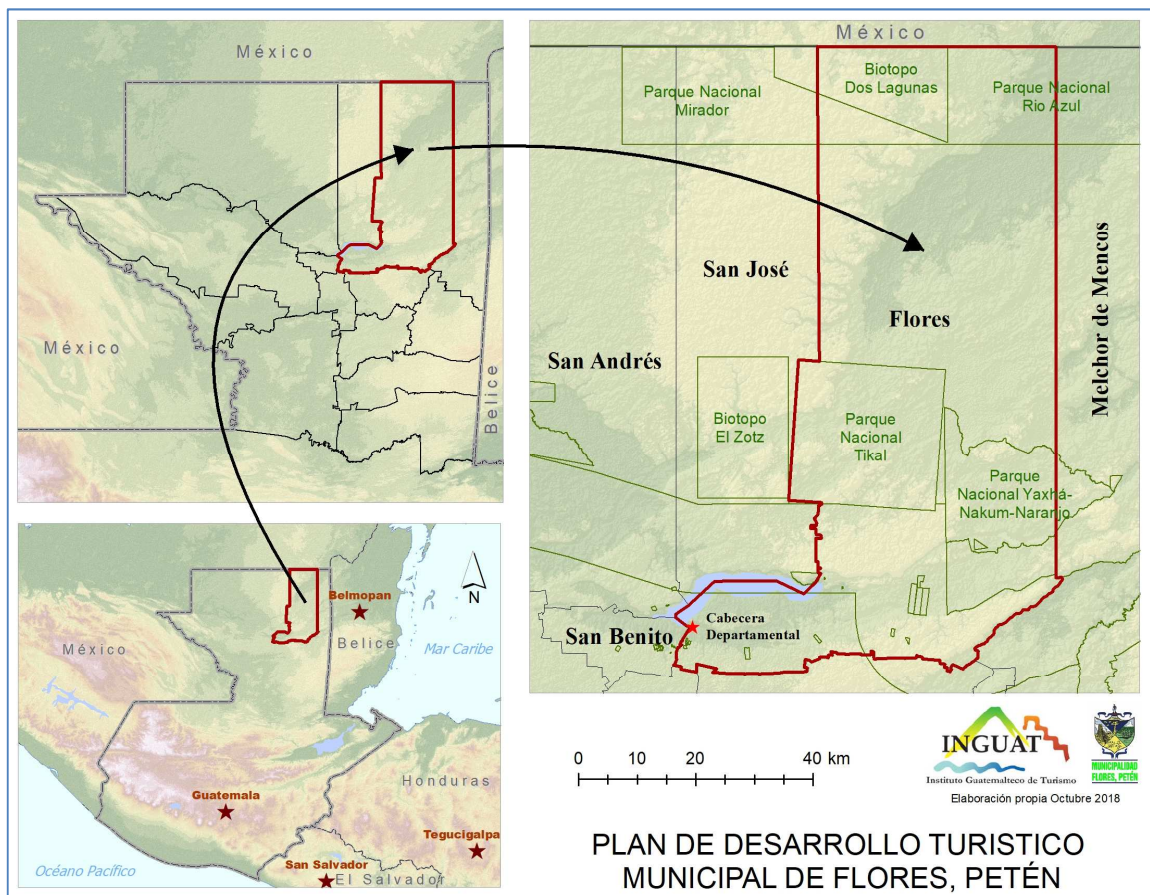 México
México
Belice
México
Parque Nacional
Mirador
Biotopo
Dos Lagunas
Parque Nacional
Rio Azul
San José
Flores
Melchor de Mencos
San Andrés
Biotopo
El Zotz
Parque
Nacional
Tikal
Parque
Nacional Yaxhá-
Nakum-Naranjo
San Benito
Cabecera
Departamental
N
Belmopan
Belice
México
Mar Caribe
Honduras
Guatemala
Tegucigalpa
San Salvador
El Salvador
Océano Pacífico
0 10 20 40 km
INGUAT
Instituto Guatemalteco de Turismo
MUNICIPALIDAD
FLORES, PETÉN
Elaboración propia Octubre 2018
PLAN DE DESARROLLO TURISTICO
MUNICIPAL DE FLORES, PETÉN